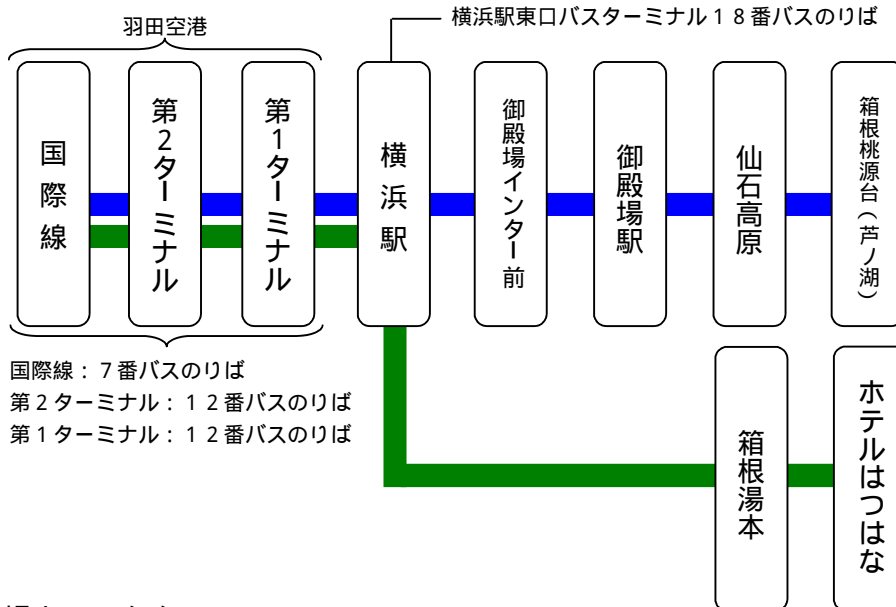 羽田空港
横浜駅東口バスターミナル１８番バスのりば
国際線
第2ターミナル
第1ターミナル
横浜駅
御殿場インター前
御殿場駅
仙石高原
箱根桃源台(芦ノ湖)
国際線：７番バスのりば
第２ターミナル：１２番バスのりば
第１ターミナル：１２番バスのりば
箱根湯本
ホテルはつはな